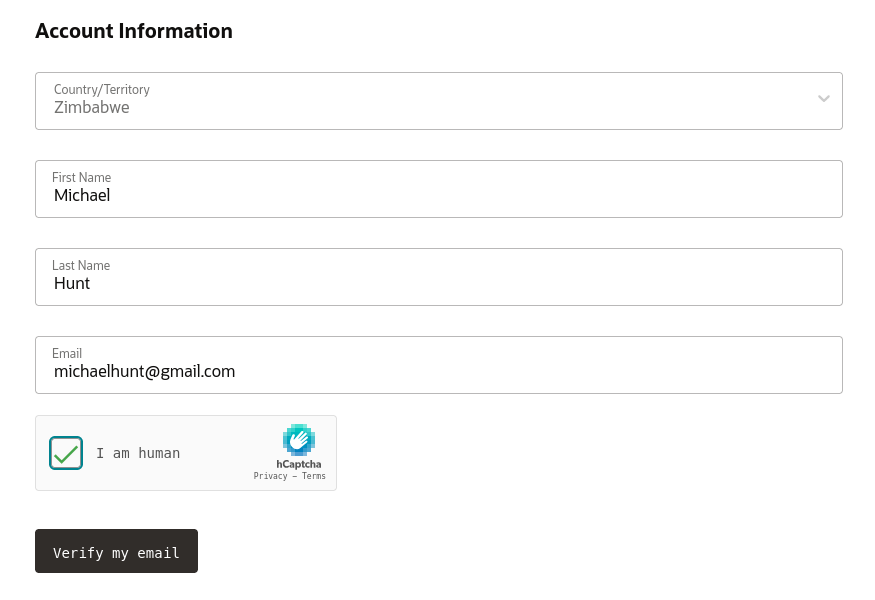 Account Information
Country/Territory
Zimbabwe
First Name
Michael
Last Name
Hunt
Email
michaelhunt@gmail.com
I am human
hCaptcha
Privacy - Terms
Verify my email